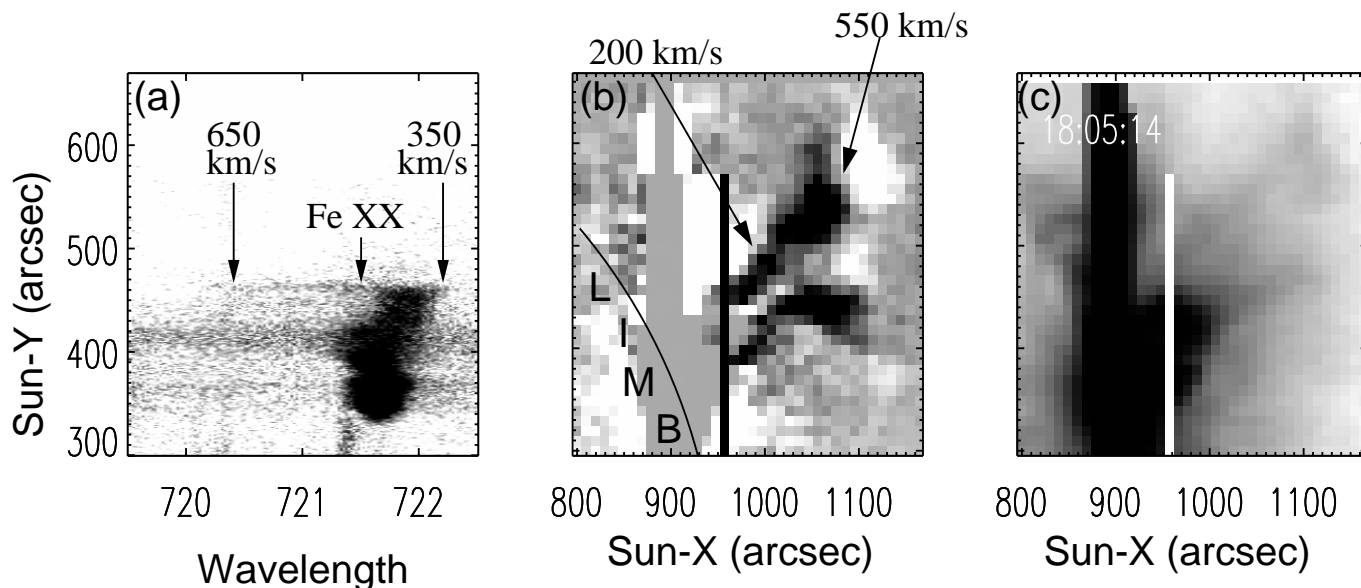 550 km/s
200 km/s
(a)
(b)
(c)
18:05:14
650
km/s
350
km/s
Fe XX
600
500
400
300
Sun-Y (arcsec)
L
I
M
B
720
721
722
800
900
1000
1100
800
900
1000
1100
Wavelength
Sun-X (arcsec)
Sun-X (arcsec)